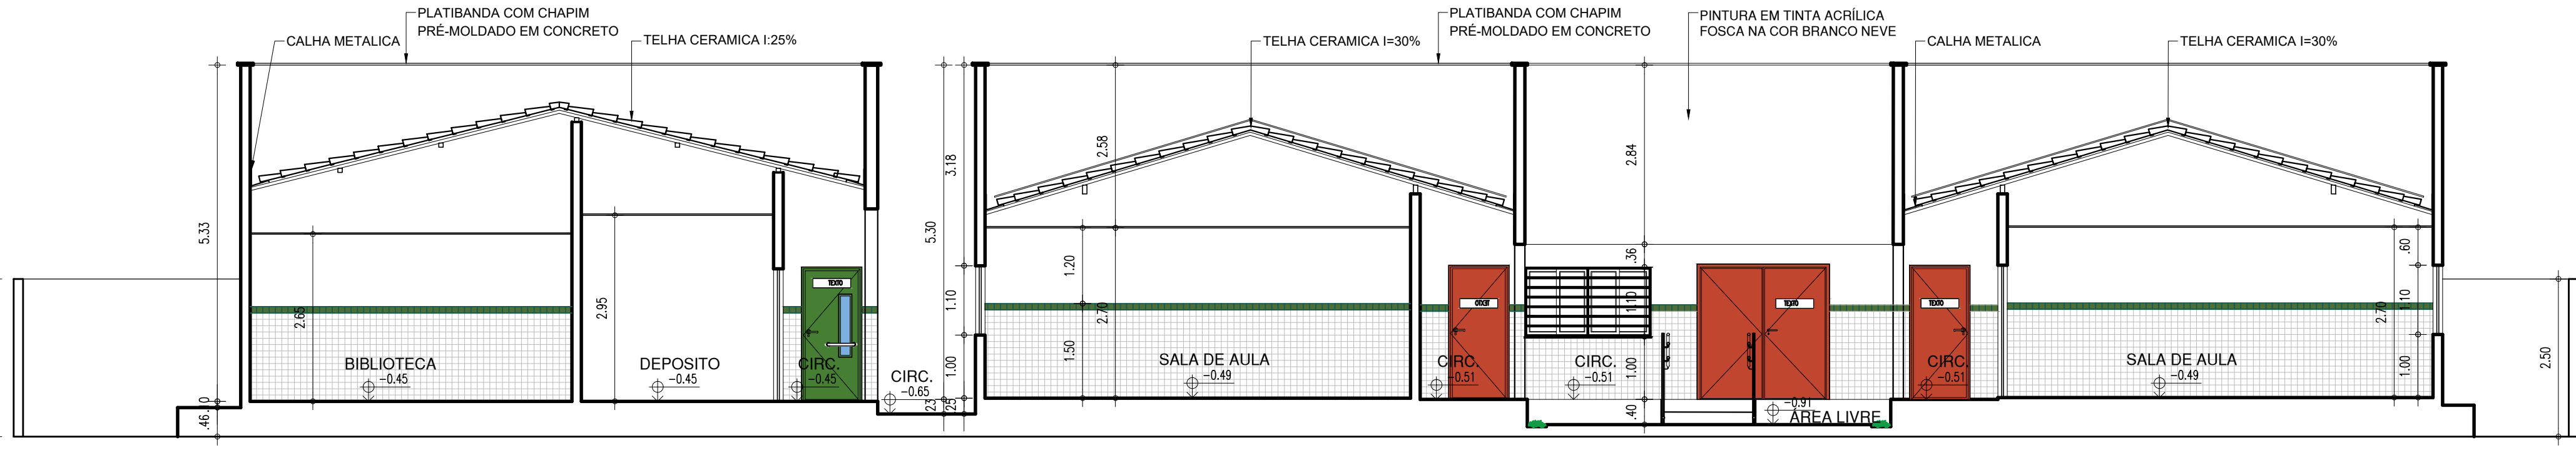 PLATIBANDA COM CHAPIM
PRÉ-MOLDADO EM CONCRETO
CALHA METALICA
TELHA CERAMICA I:25%
TELHA CERAMICA I=30%
PLATIBANDA COM CHAPIM
PRÉ-MOLDADO EM CONCRETO
PINTURA EM TINTA ACRÍLICA
FOSCA NA COR BRANCO NEVE
CALHA METALICA
TELHA CERAMICA I=30%
5.33
2.65
2.95
TEXTO
BIBLIOTECA
-0.45
DEPOSITO
-0.45
CIRC.
-0.45
CIRC.
-0.65
5.30
3.18
1.10
1.00
23
25
2.58
1.20
2.70
1.50
SALA DE AULA
-0.49
CIRC.
-0.51
TEXTO
2.84
.36
1.10
1.00
.40
CIRC.
-0.51
TEXTO
-0.91
ÁREA LIVRE
TEXTO
CIRC.
-0.51
SALA DE AULA
-0.49
.60
1.10
2.70
1.00
2.50